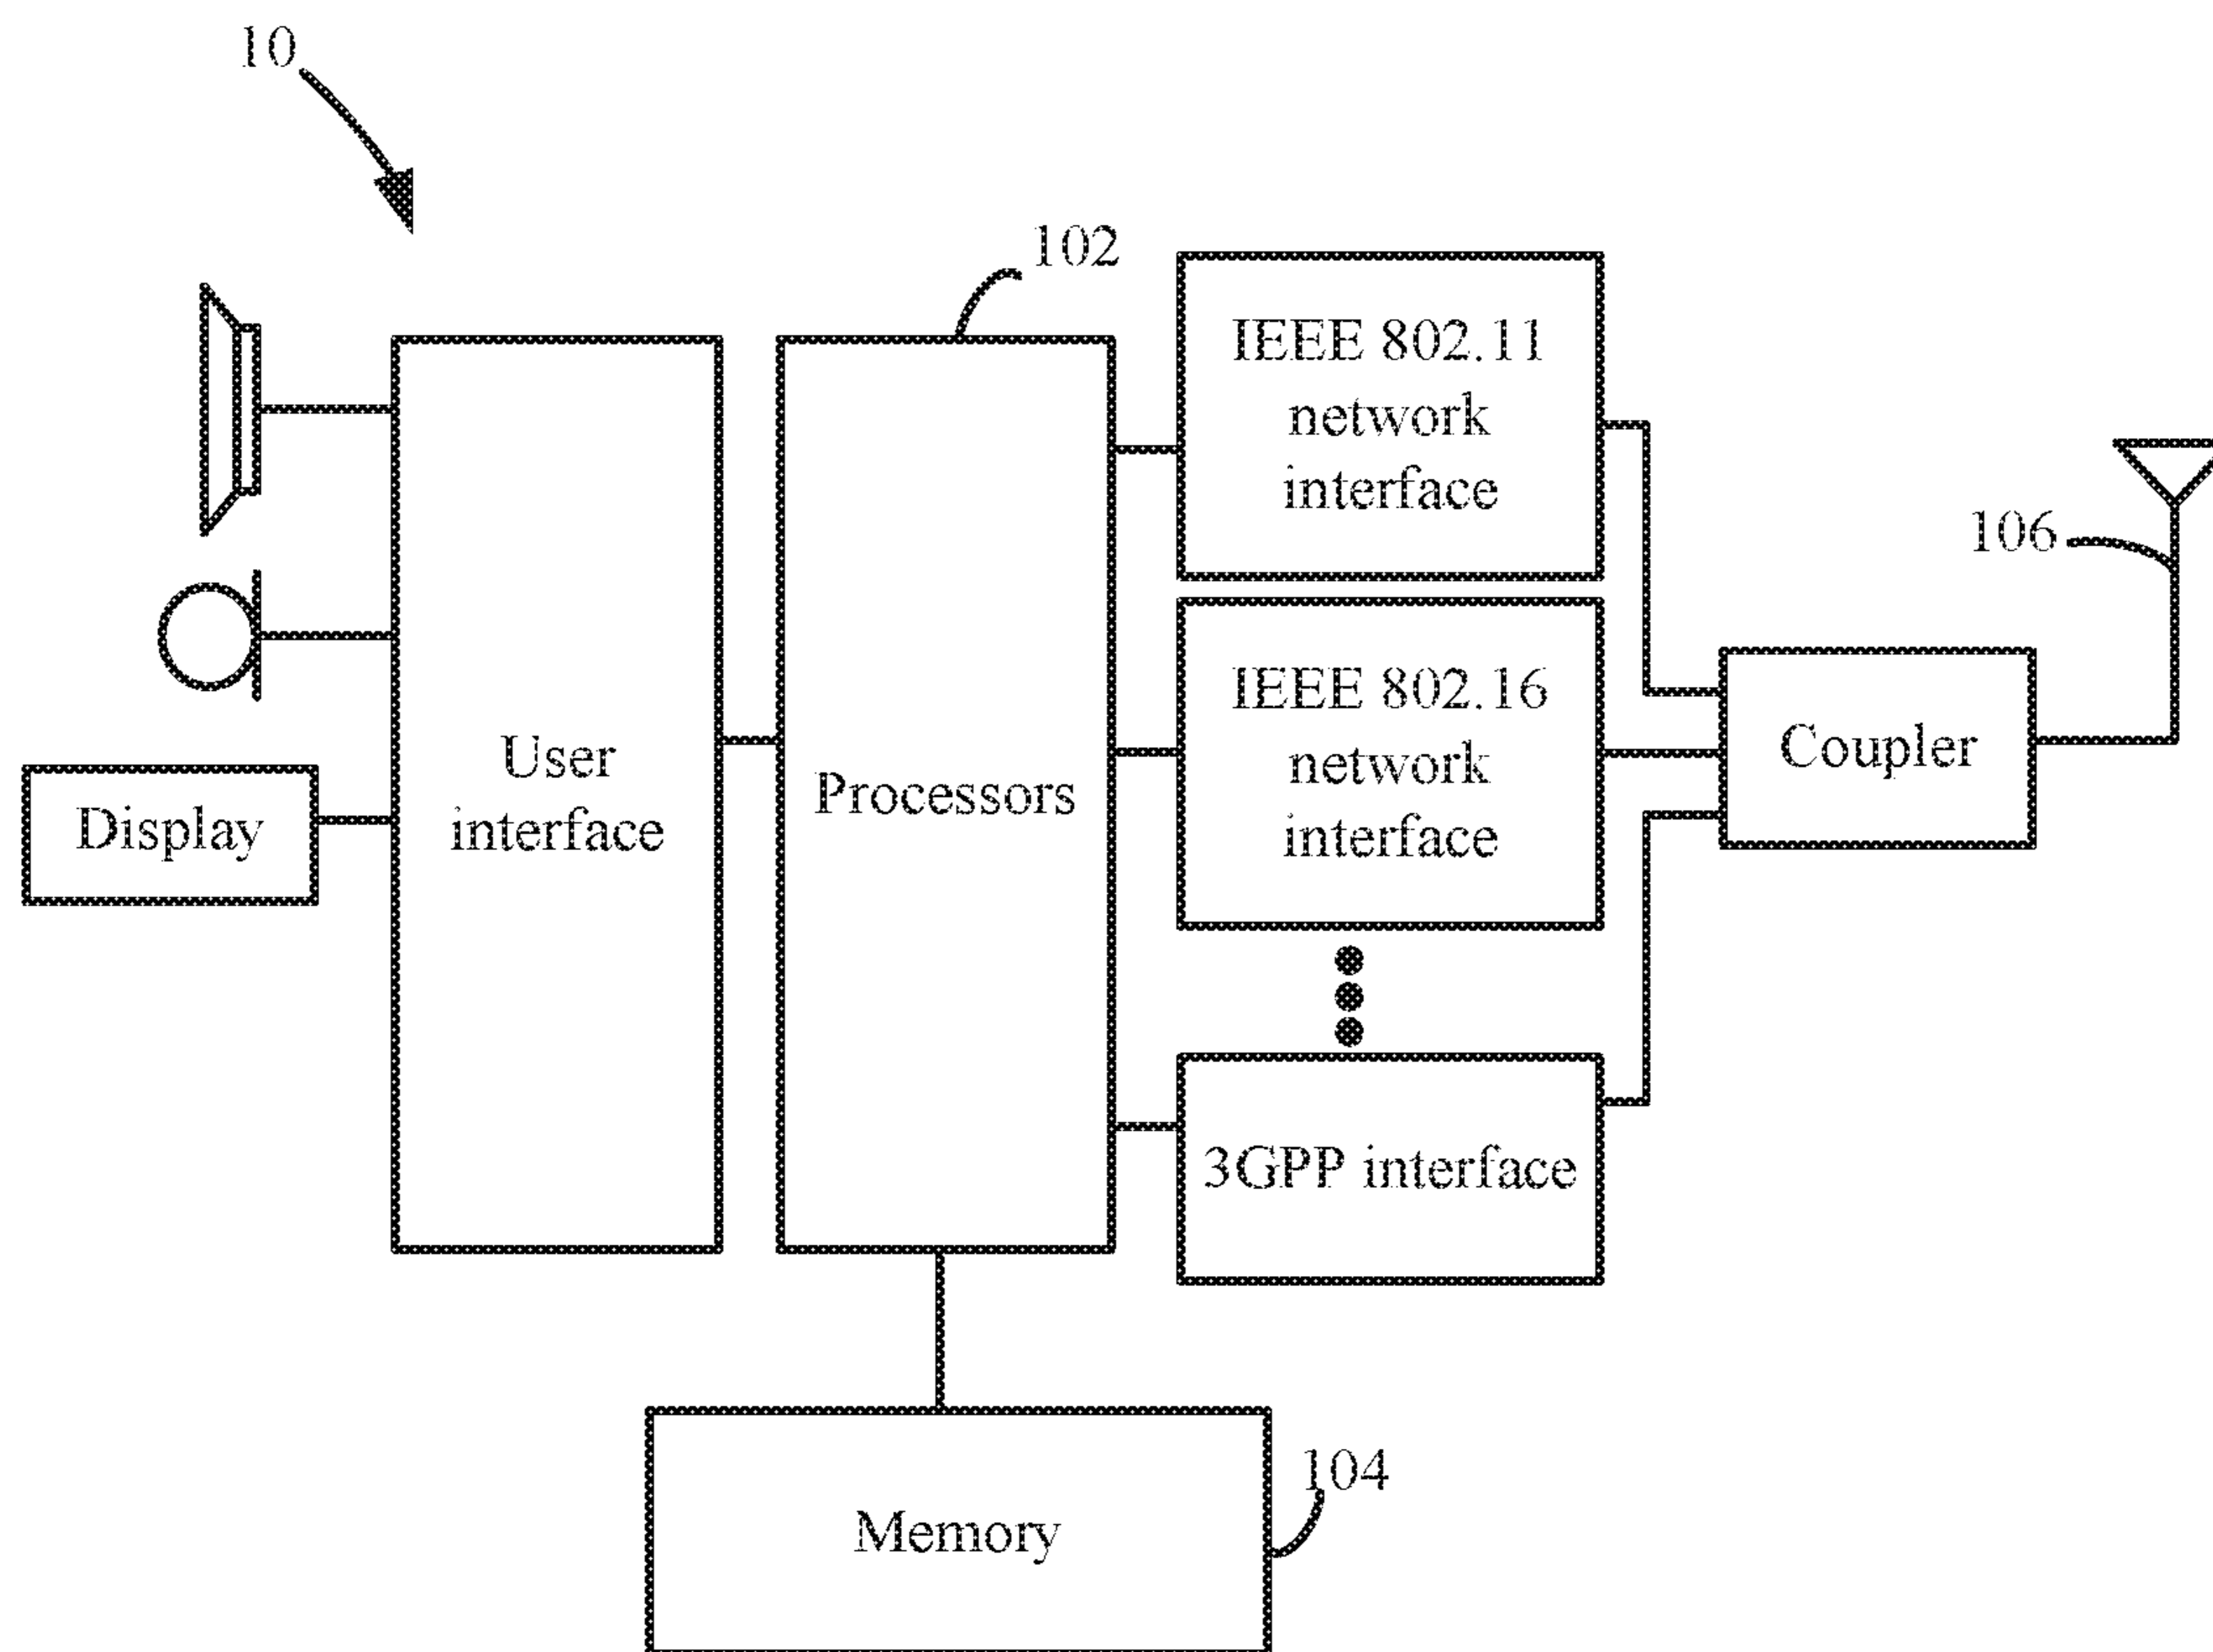 10
102
IEEE 802.11
network
interface
106
IEEE 802.16
network
interface
Coupler
User
interface
Processors
Display
3GPP interface
104
Memory